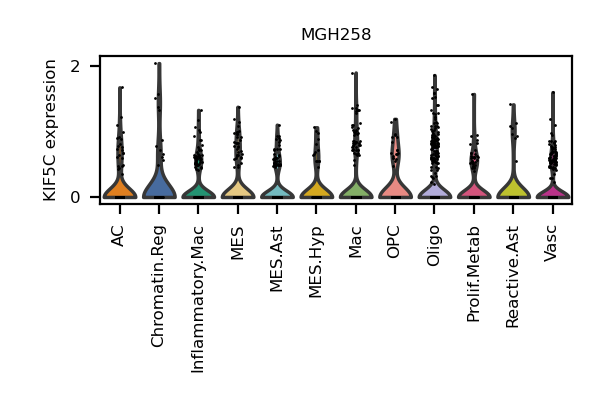 MGH258
KIF5C expression
2
0
AC
Chromatin.Reg
Inflammatory.Mac
MES
MES.Ast
MES.Hyp
Mac
OPC
Oligo
Prolif.Metab
Reactive.Ast
Vasc